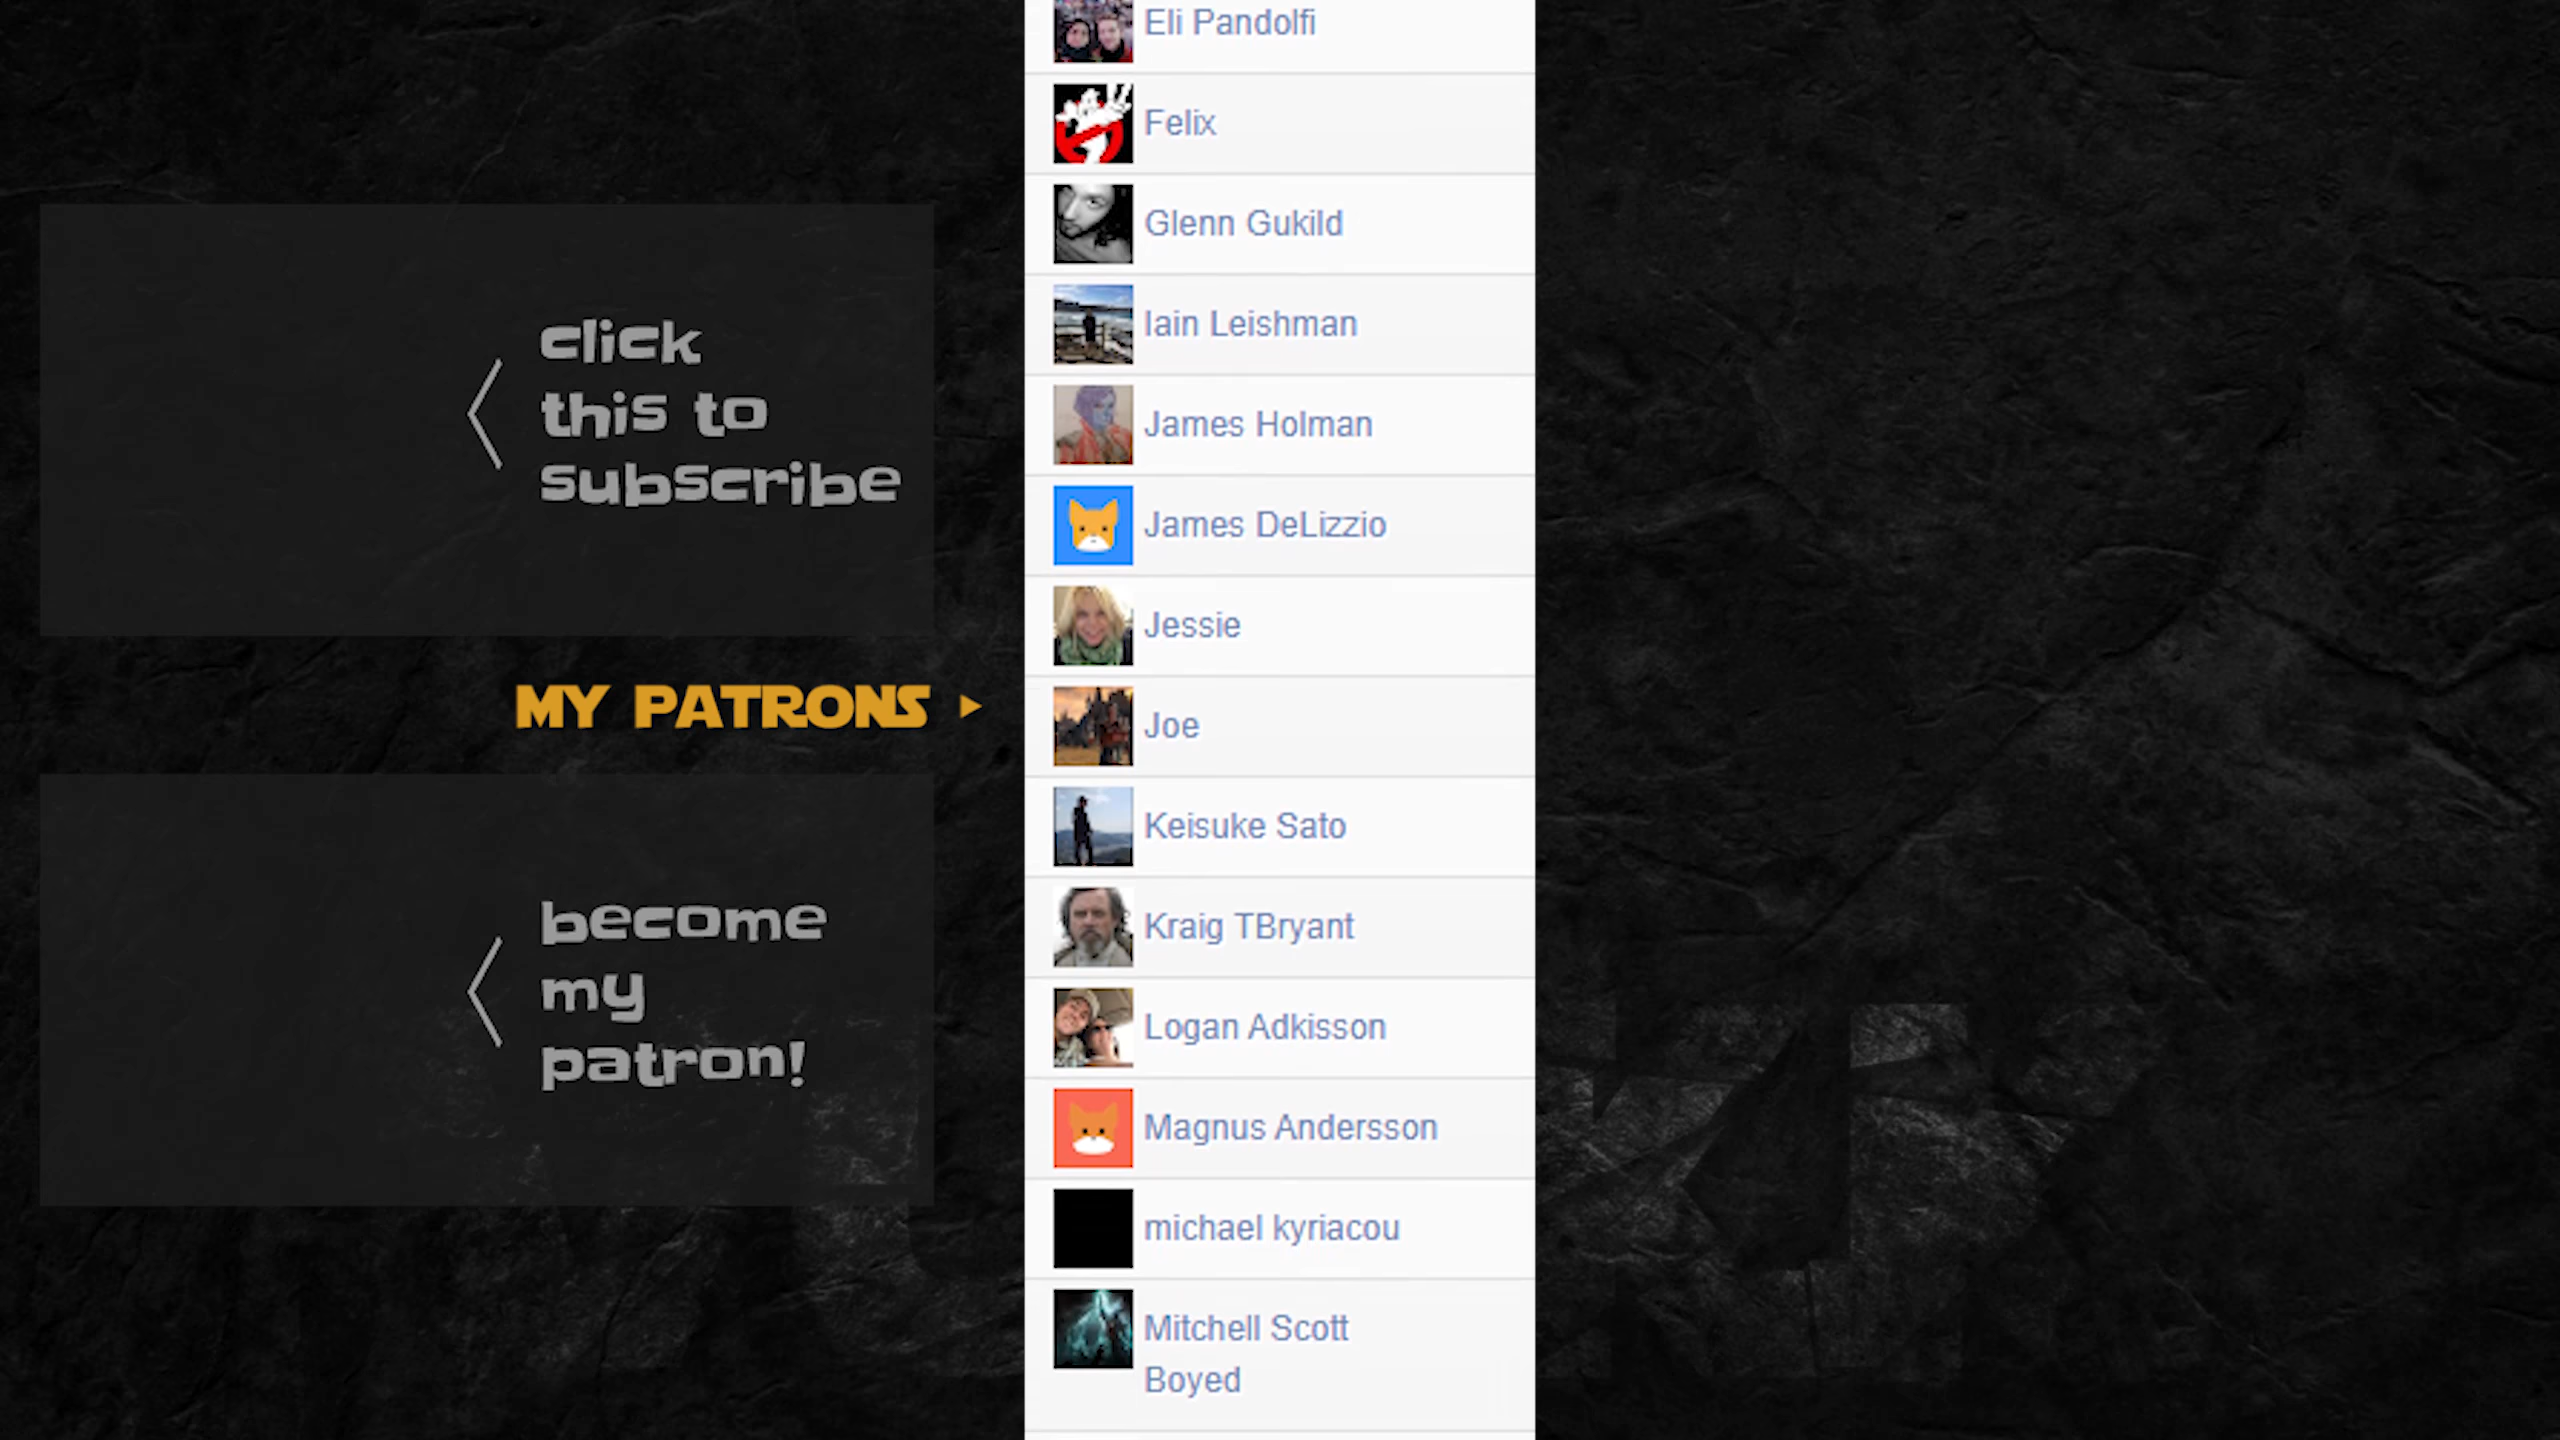 click
this to
subscribe
MY PATRONS
become
my
patron!
Eli Pandolfi
Felix
Glenn Gukild
Iain Leishman
James Holman
James DeLizzio
Jessie
Joe
Keisuke Sato
Kraig TBryant
Logan Adkisson
Magnus Andersson
michael kyriacou
Mitchell Scott
Boyed